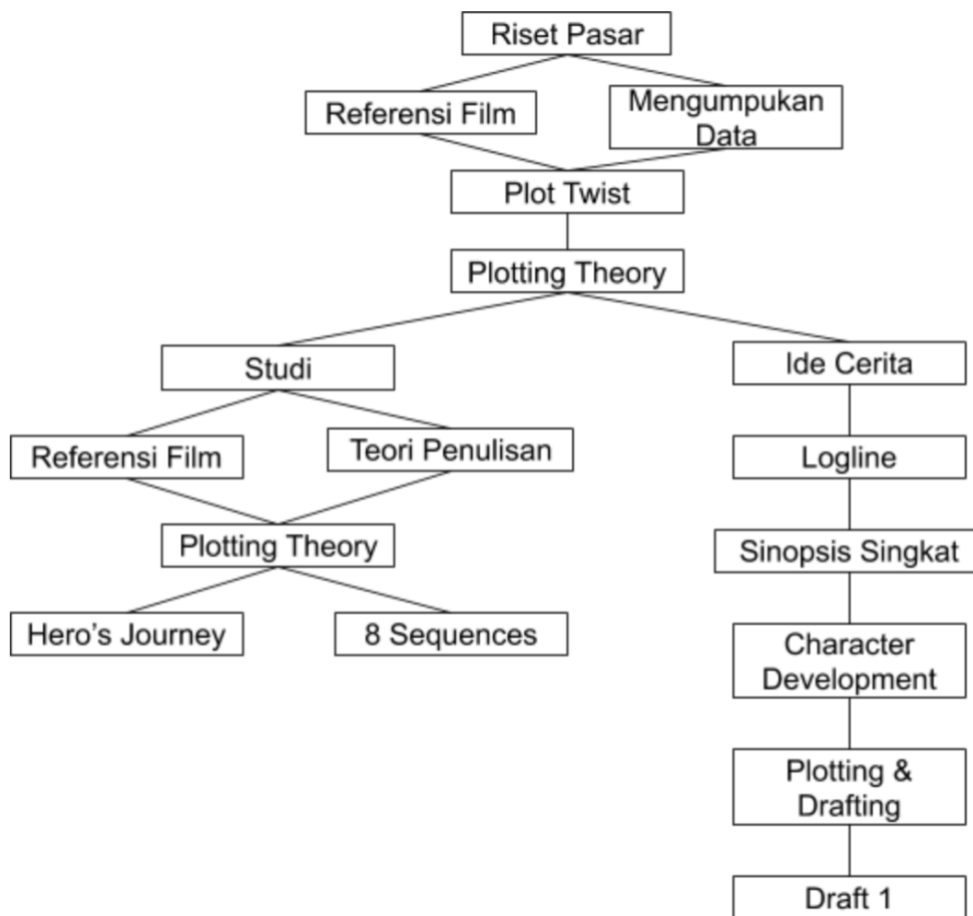 Riset Pasar
Referensi Film
Mengumpukan
Data
Plot Twist
Plotting Theory
Studi
Ide Cerita
Referensi Film
Teori Penulisan
Logline
Plotting Theory
Sinopsis Singkat
Hero's Journey
8 Sequences
Character
Development
Plotting &
Drafting
Draft 1